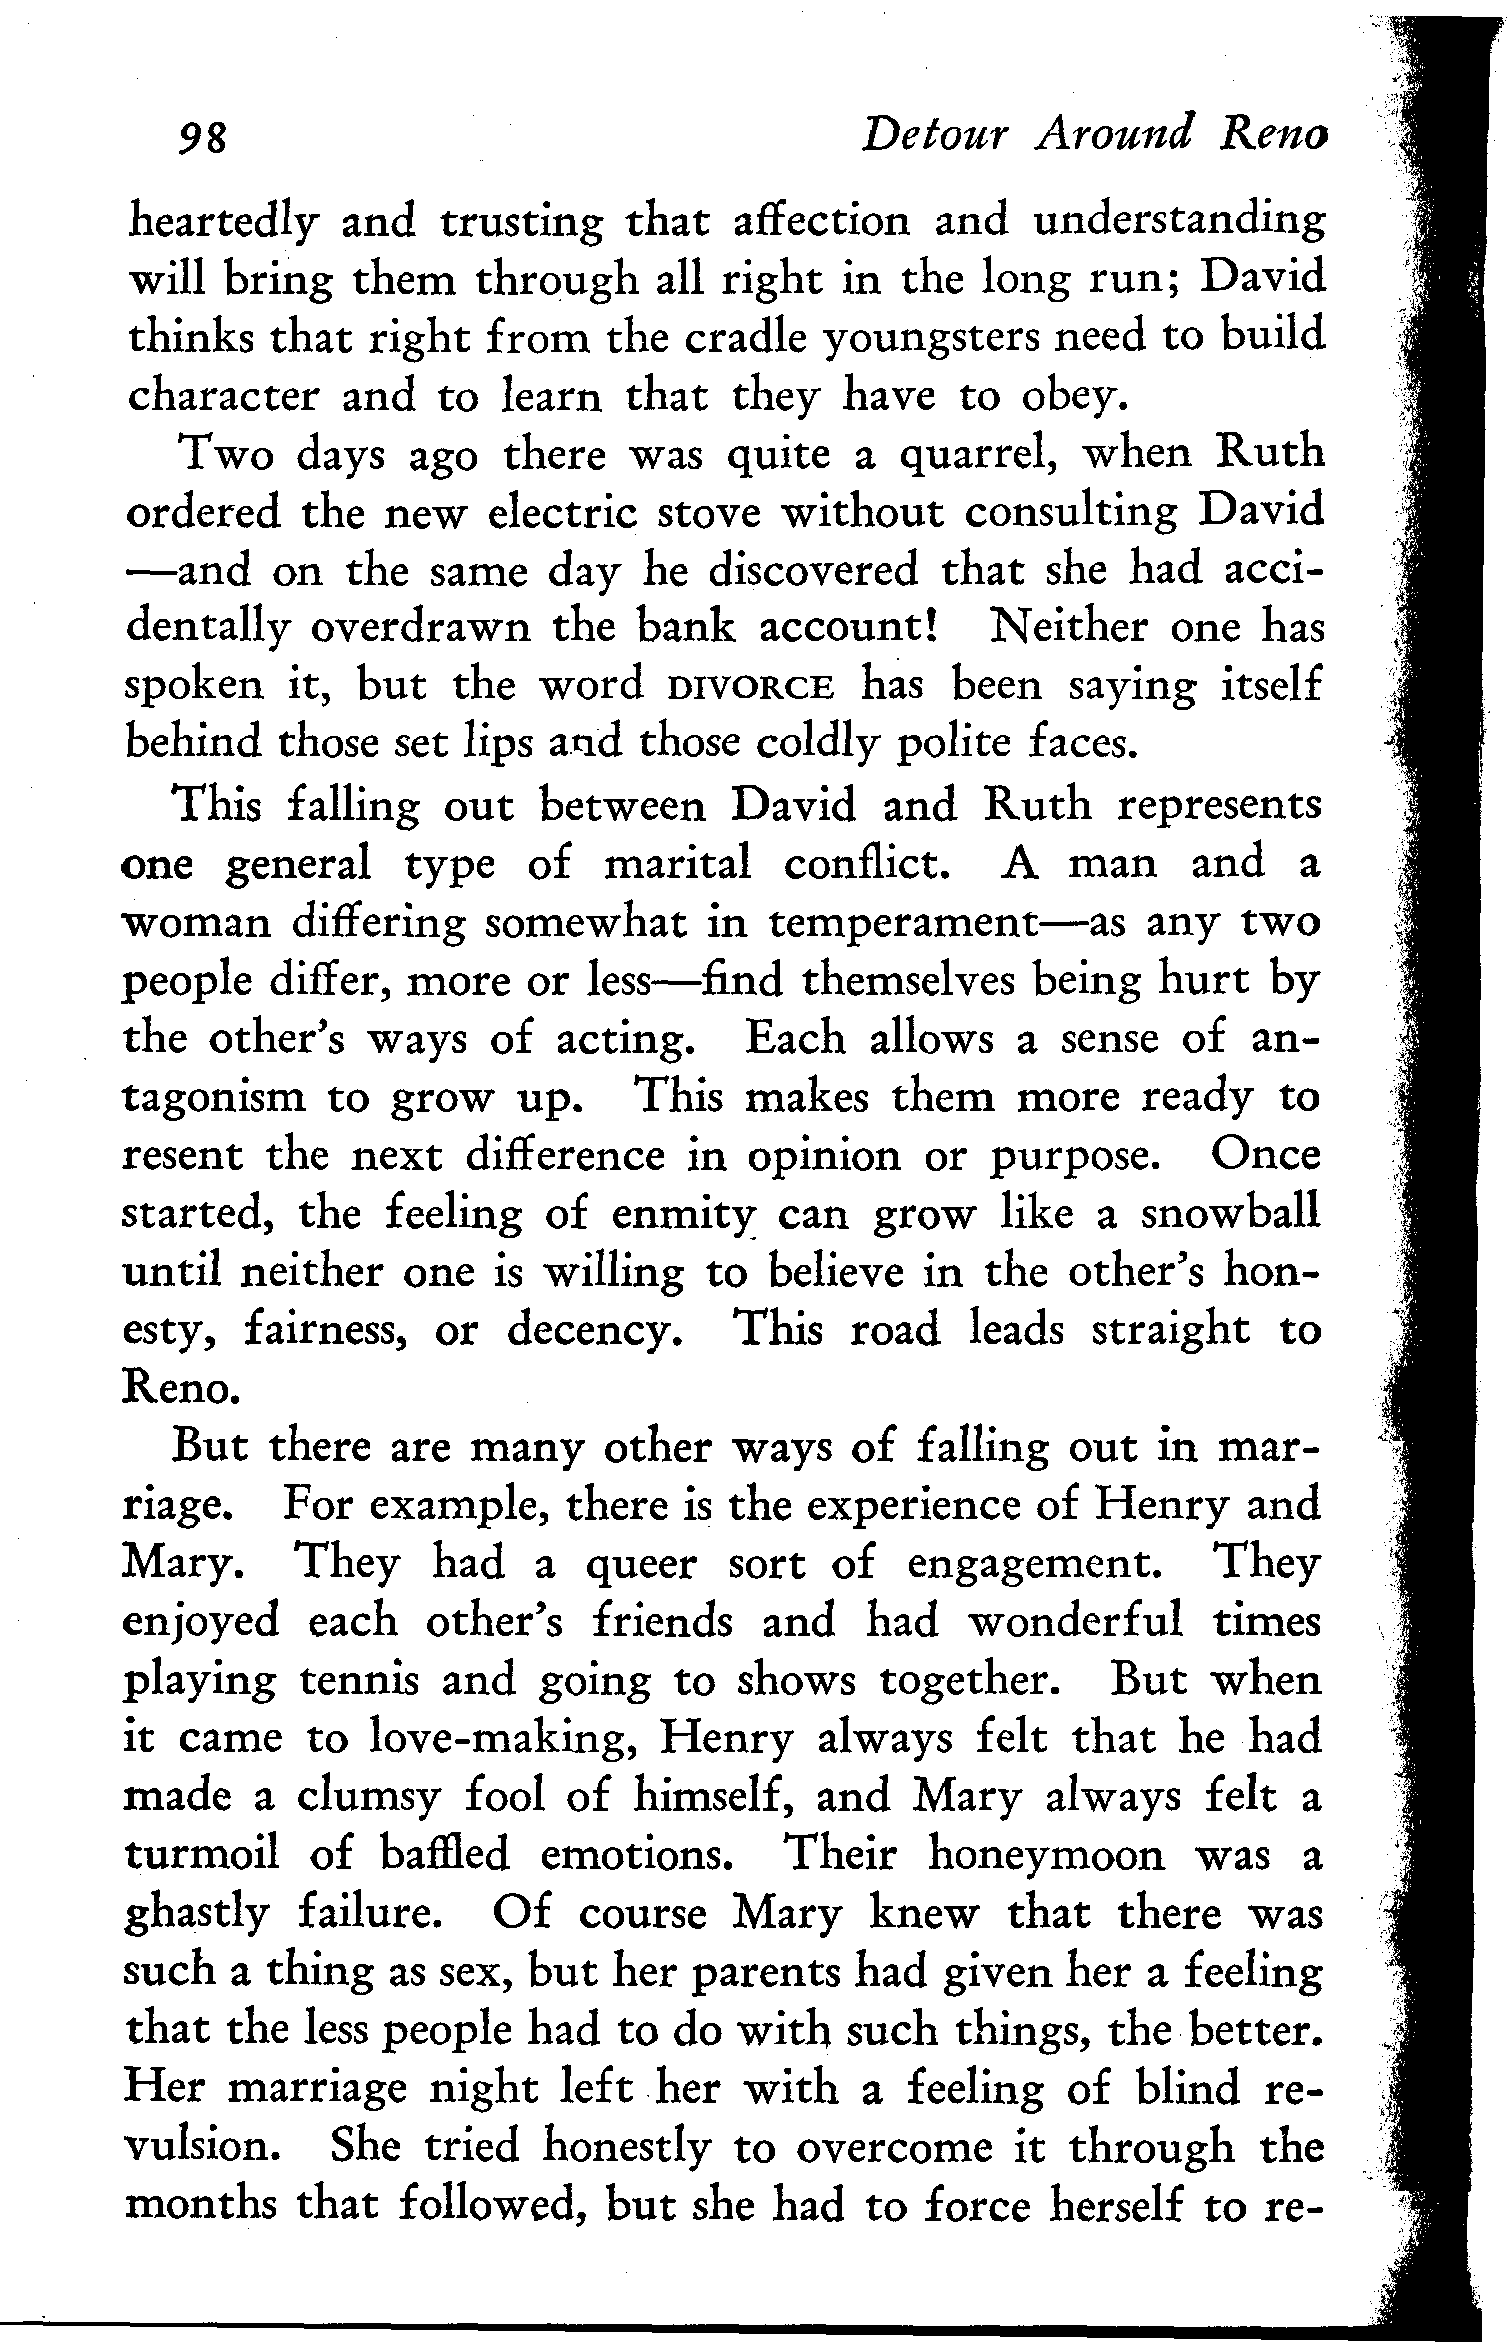 98 Detour Around Reno
heartedly and trusting that affection and understanding
will bring them through all right in the long run; David
thinks that right from the cradle youngsters need to build
character and to learn that they have to obey.
Two days ago there was quite a quarrel, when Ruth
ordered the new electric stove without consulting David
—and on the same day he discovered that she had acci-
dentally overdrawn the bank account! Neither one has
spoken it, but the word DIVORCE has been saying itself
behind those set lips and those coldly polite faces.
This falling out between David and Ruth represents
one general type of marital conflict. A man and a
woman differing somewhat in temperament—as any two
people differ, more or less—find themselves being hurt by
the other's ways of acting. Each allows a sense of an-
tagonism to grow up. This makes them more ready to
resent the next difference in opinion or purpose. Once
started, the feeling of enmity can grow like a snowball
until neither one is willing to believe in the other's hon-
esty, fairness, or decency. This road leads straight to
Reno.
But there are many other ways of falling out in mar-
riage. For example, there is the experience of Henry and
Mary. They had a queer sort of engagement. They
enjoyed each other's friends and had wonderful times
playing tennis and going to shows together. But when
it came to love-making, Henry always felt that he had
made a clumsy fool of himself, and Mary always felt a
turmoil of baffled emotions. Their honeymoon was a
ghastly failure. Of course Mary knew that there was
such a thing as sex, but her parents had given her a feeling
that the less people had to do with such things, the better.
Her marriage night left her with a feeling of blind re-
vulsion. She tried honestly to overcome it through the
months that followed, but she had to force herself to re-